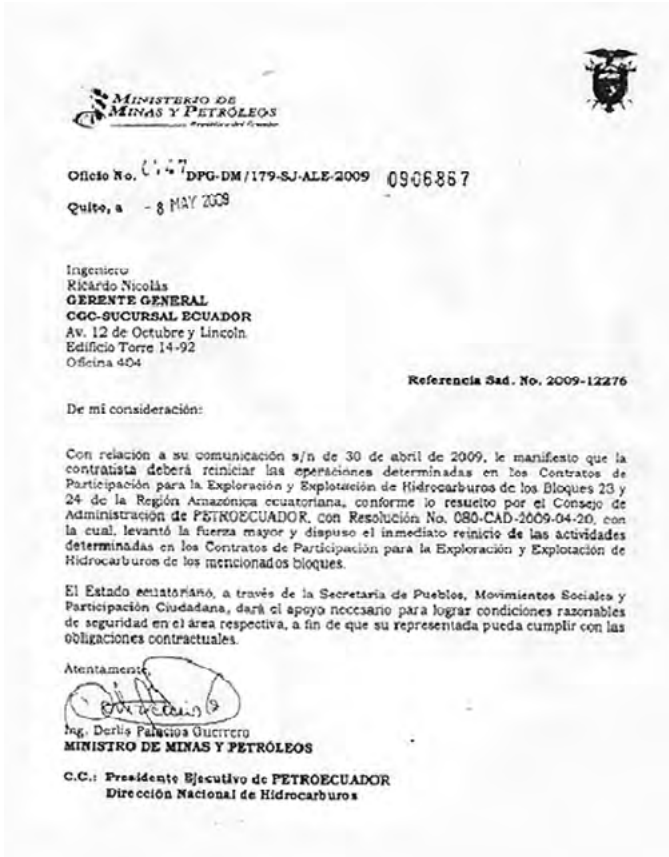 MINISTERIO DE
MINAS Y PETRÓLEOS
República del Ecuador
Oficio No. DPG-DM/179-SJ-ALE-2009 0906867
Quito, a - 8 MAY 2009
Ingeniero
Ricardo Nicolás
GERENTE GENERAL
CGC-SUCURSAL ECUADOR
Av. 12 de Octubre y Lincoln
Edificio Torre 14-92
Oficina 404
Referencia Sad. No. 2009-12276
De mi consideración:
Con relación a su comunicación s/n de 30 de abril de 2009, le manifiesto que la
contratista deberá reiniciar las operaciones determinadas en los Contratos de
Participación para la Exploración y Explotación de Hidrocarburos de los Bloques 23 y
24 de la Región Amazónica ecuatoriana, conforme lo resuelto por el Consejo de
Administración de PETROECUADOR, con Resolución No. 080-CAD-2009-04-20, con
la cual, levantó la fuerza mayor y dispuso el inmediato reinicio de las actividades
determinadas en los Contratos de Participación para la Exploración y Explotación de
Hidrocarburos de los mencionados bloques.
El Estado ecuatoriano, a través de la Secretaría de Pueblos, Movimientos Sociales y
Participación Ciudadana, dará el apoyo necesario para lograr condiciones razonables
de seguridad en el área respectiva, a fin de que su representada pueda cumplir con las
obligaciones contractuales.
Atentamente,
Ing. Derlis Palacios Guerrero
MINISTRO DE MINAS Y PETRÓLEOS
C.C.: Presidente Ejecutivo de PETROECUADOR
Dirección Nacional de Hidrocarburos